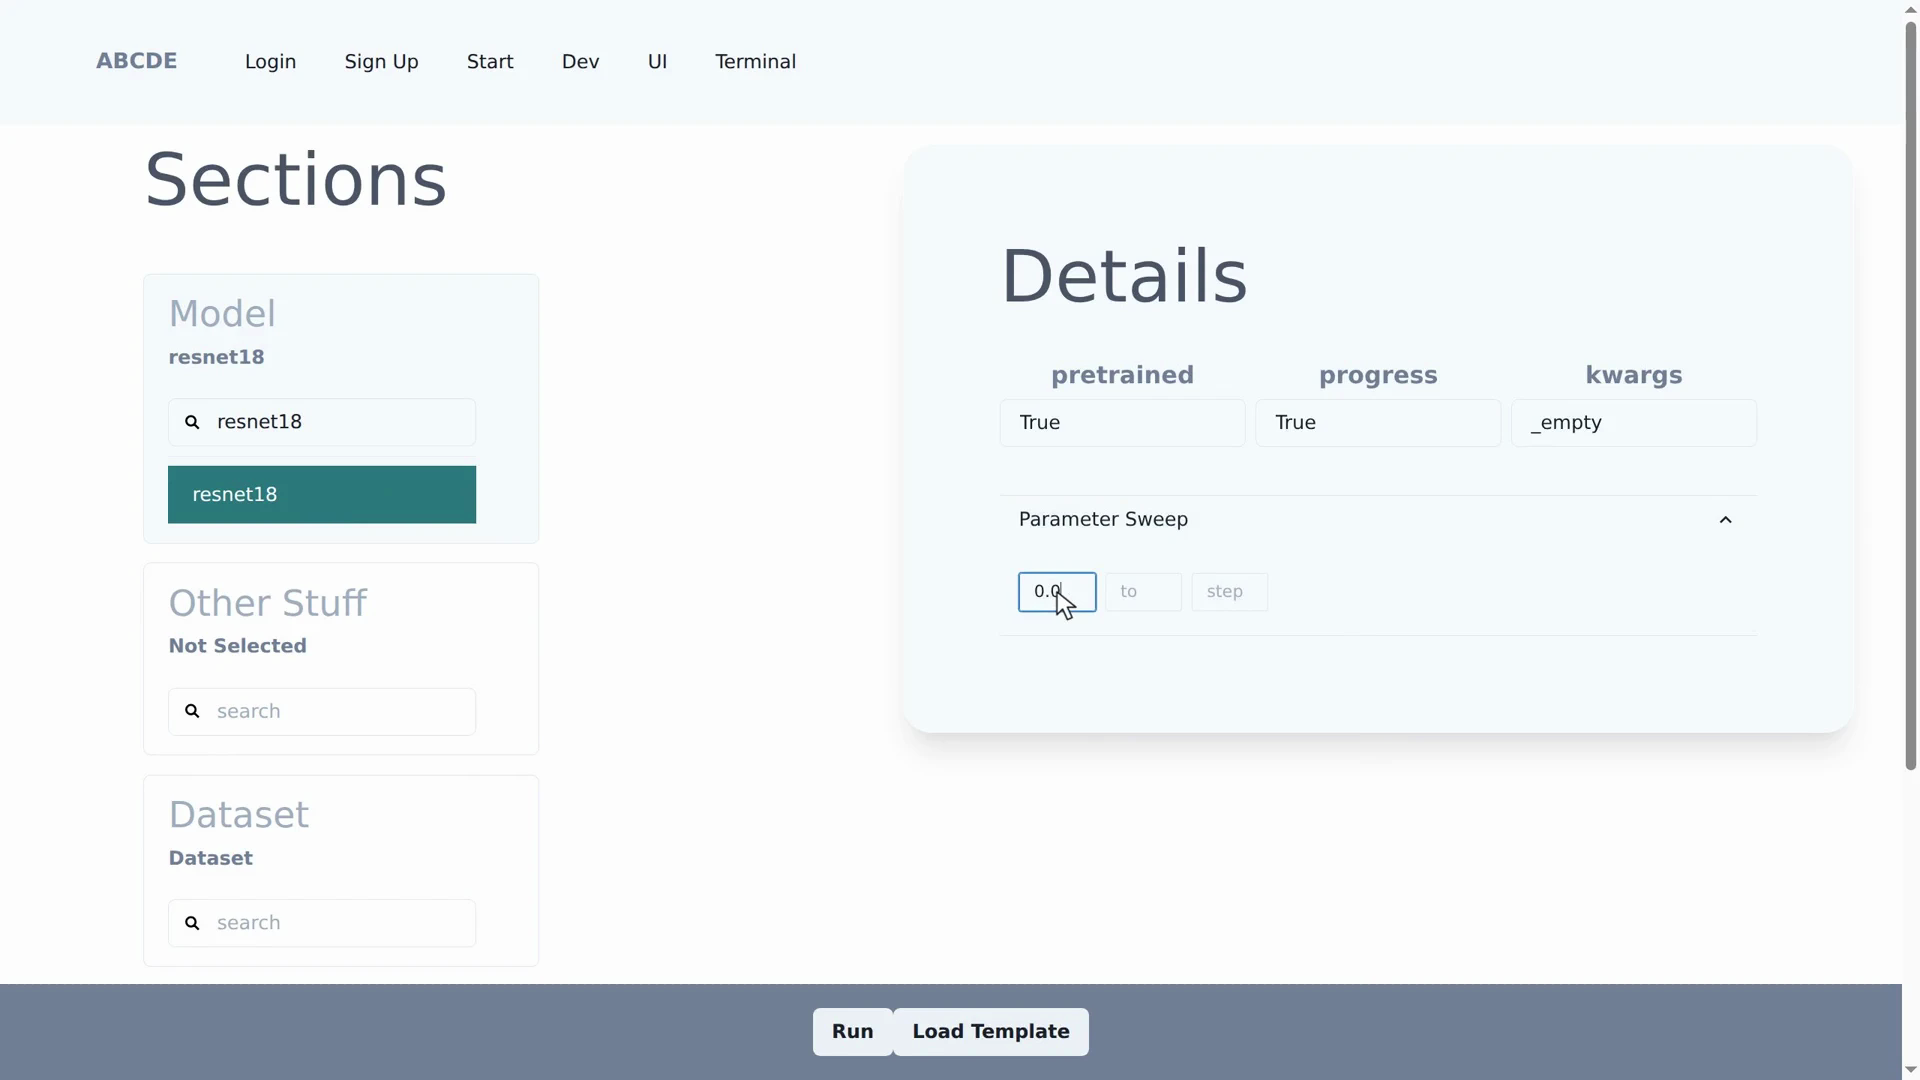 ABCDE Login Sign Up Start Dev UI Terminal
Sections
Model
resnet18
resnet18
resnet18
Other Stuff
Not Selected
search
Dataset
Dataset
search
Details
pretrained progress kwargs
True True _empty
Parameter Sweep
0.0 to step
Run Load Template